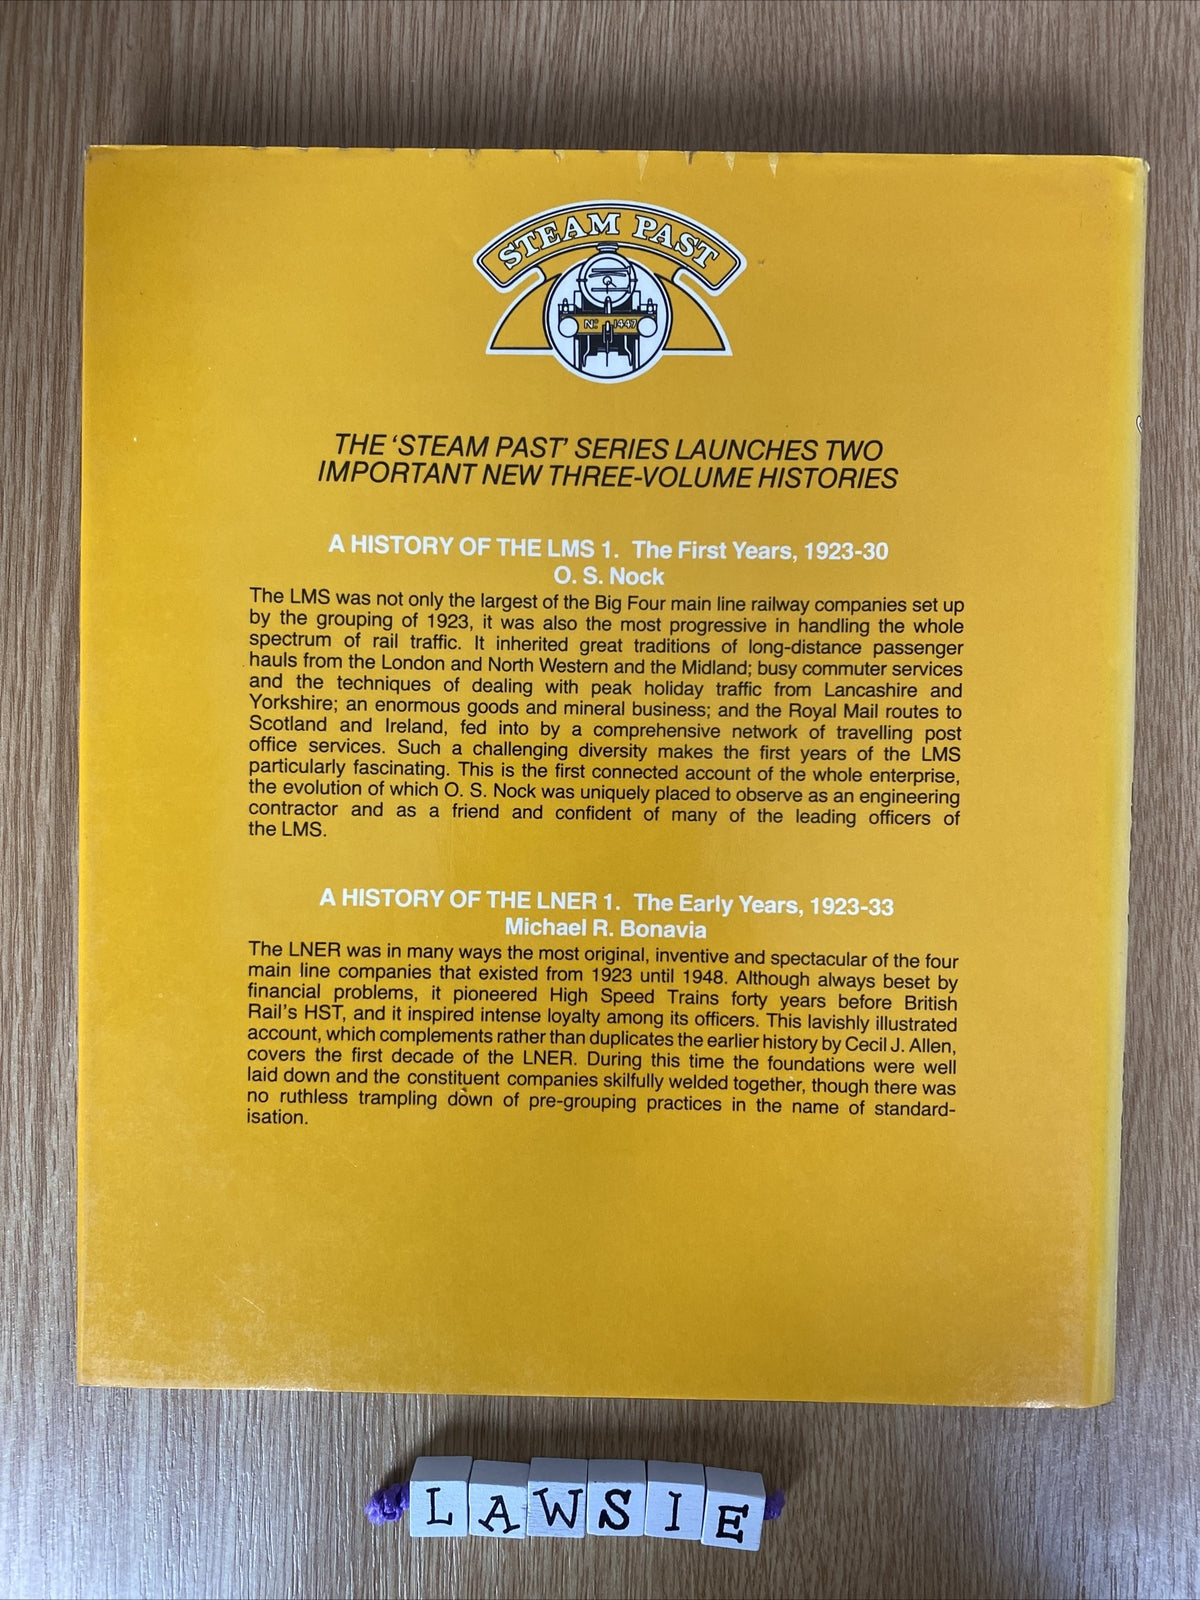 STEAM PAST
Nº 1447
THE ‘STEAM PAST’ SERIES LAUNCHES TWO
IMPORTANT NEW THREE-VOLUME HISTORIES
A HISTORY OF THE LMS 1. The First Years, 1923-30
O. S. Nock
The LMS was not only the largest of the Big Four main line railway companies set up
by the grouping of 1923, it was also the most progressive in handling the whole
spectrum of rail traffic. It inherited great traditions of long-distance passenger
hauls from the London and North Western and the Midland; busy commuter services
and the techniques of dealing with peak holiday traffic from Lancashire and
Yorkshire; an enormous goods and mineral business; and the Royal Mail routes to
Scotland and Ireland, fed into by a comprehensive network of travelling post
office services. Such a challenging diversity makes the first years of the LMS
particularly fascinating. This is the first connected account of the whole enterprise,
the evolution of which O. S. Nock was uniquely placed to observe as an engineering
contractor and as a friend and confident of many of the leading officers of
the LMS.
A HISTORY OF THE LNER 1. The Early Years, 1923-33
Michael R. Bonavia
The LNER was in many ways the most original, inventive and spectacular of the four
main line companies that existed from 1923 until 1948. Although always beset by
financial problems, it pioneered High Speed Trains forty years before British
Rail's HST, and it inspired intense loyalty among its officers. This lavishly illustrated
account, which complements rather than duplicates the earlier history by Cecil J. Allen,
covers the first decade of the LNER. During this time the foundations were well
laid down and the constituent companies skilfully welded together, though there was
no ruthless trampling down of pre-grouping practices in the name of standard-
isation.
LAWSIE